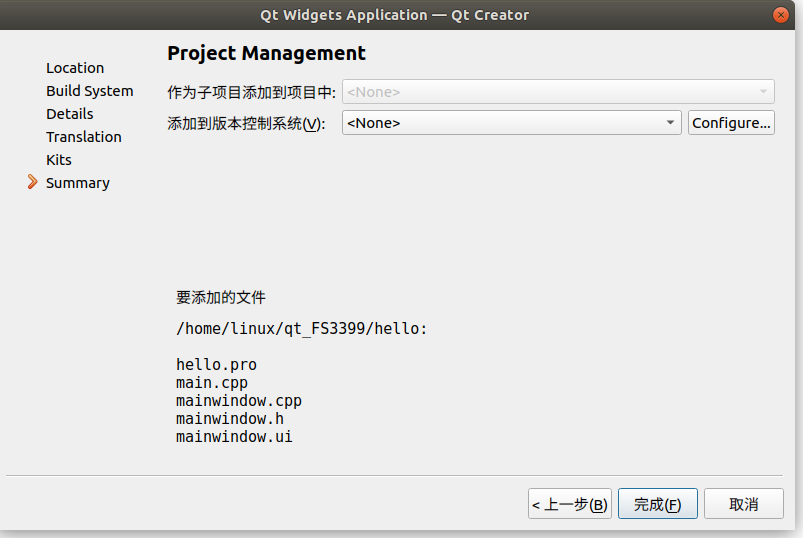 Qt Widgets Application — Qt Creator
Project Management
Location
Build System
Details
Translation
Kits
Summary
作为子项目添加到项目中: <None>
添加到版本控制系统(V): <None> Configure...
要添加的文件
/home/linux/qt_FS3399/hello:
hello.pro
main.cpp
mainwindow.cpp
mainwindow.h
mainwindow.ui
< 上一步(B) 完成(F) 取消